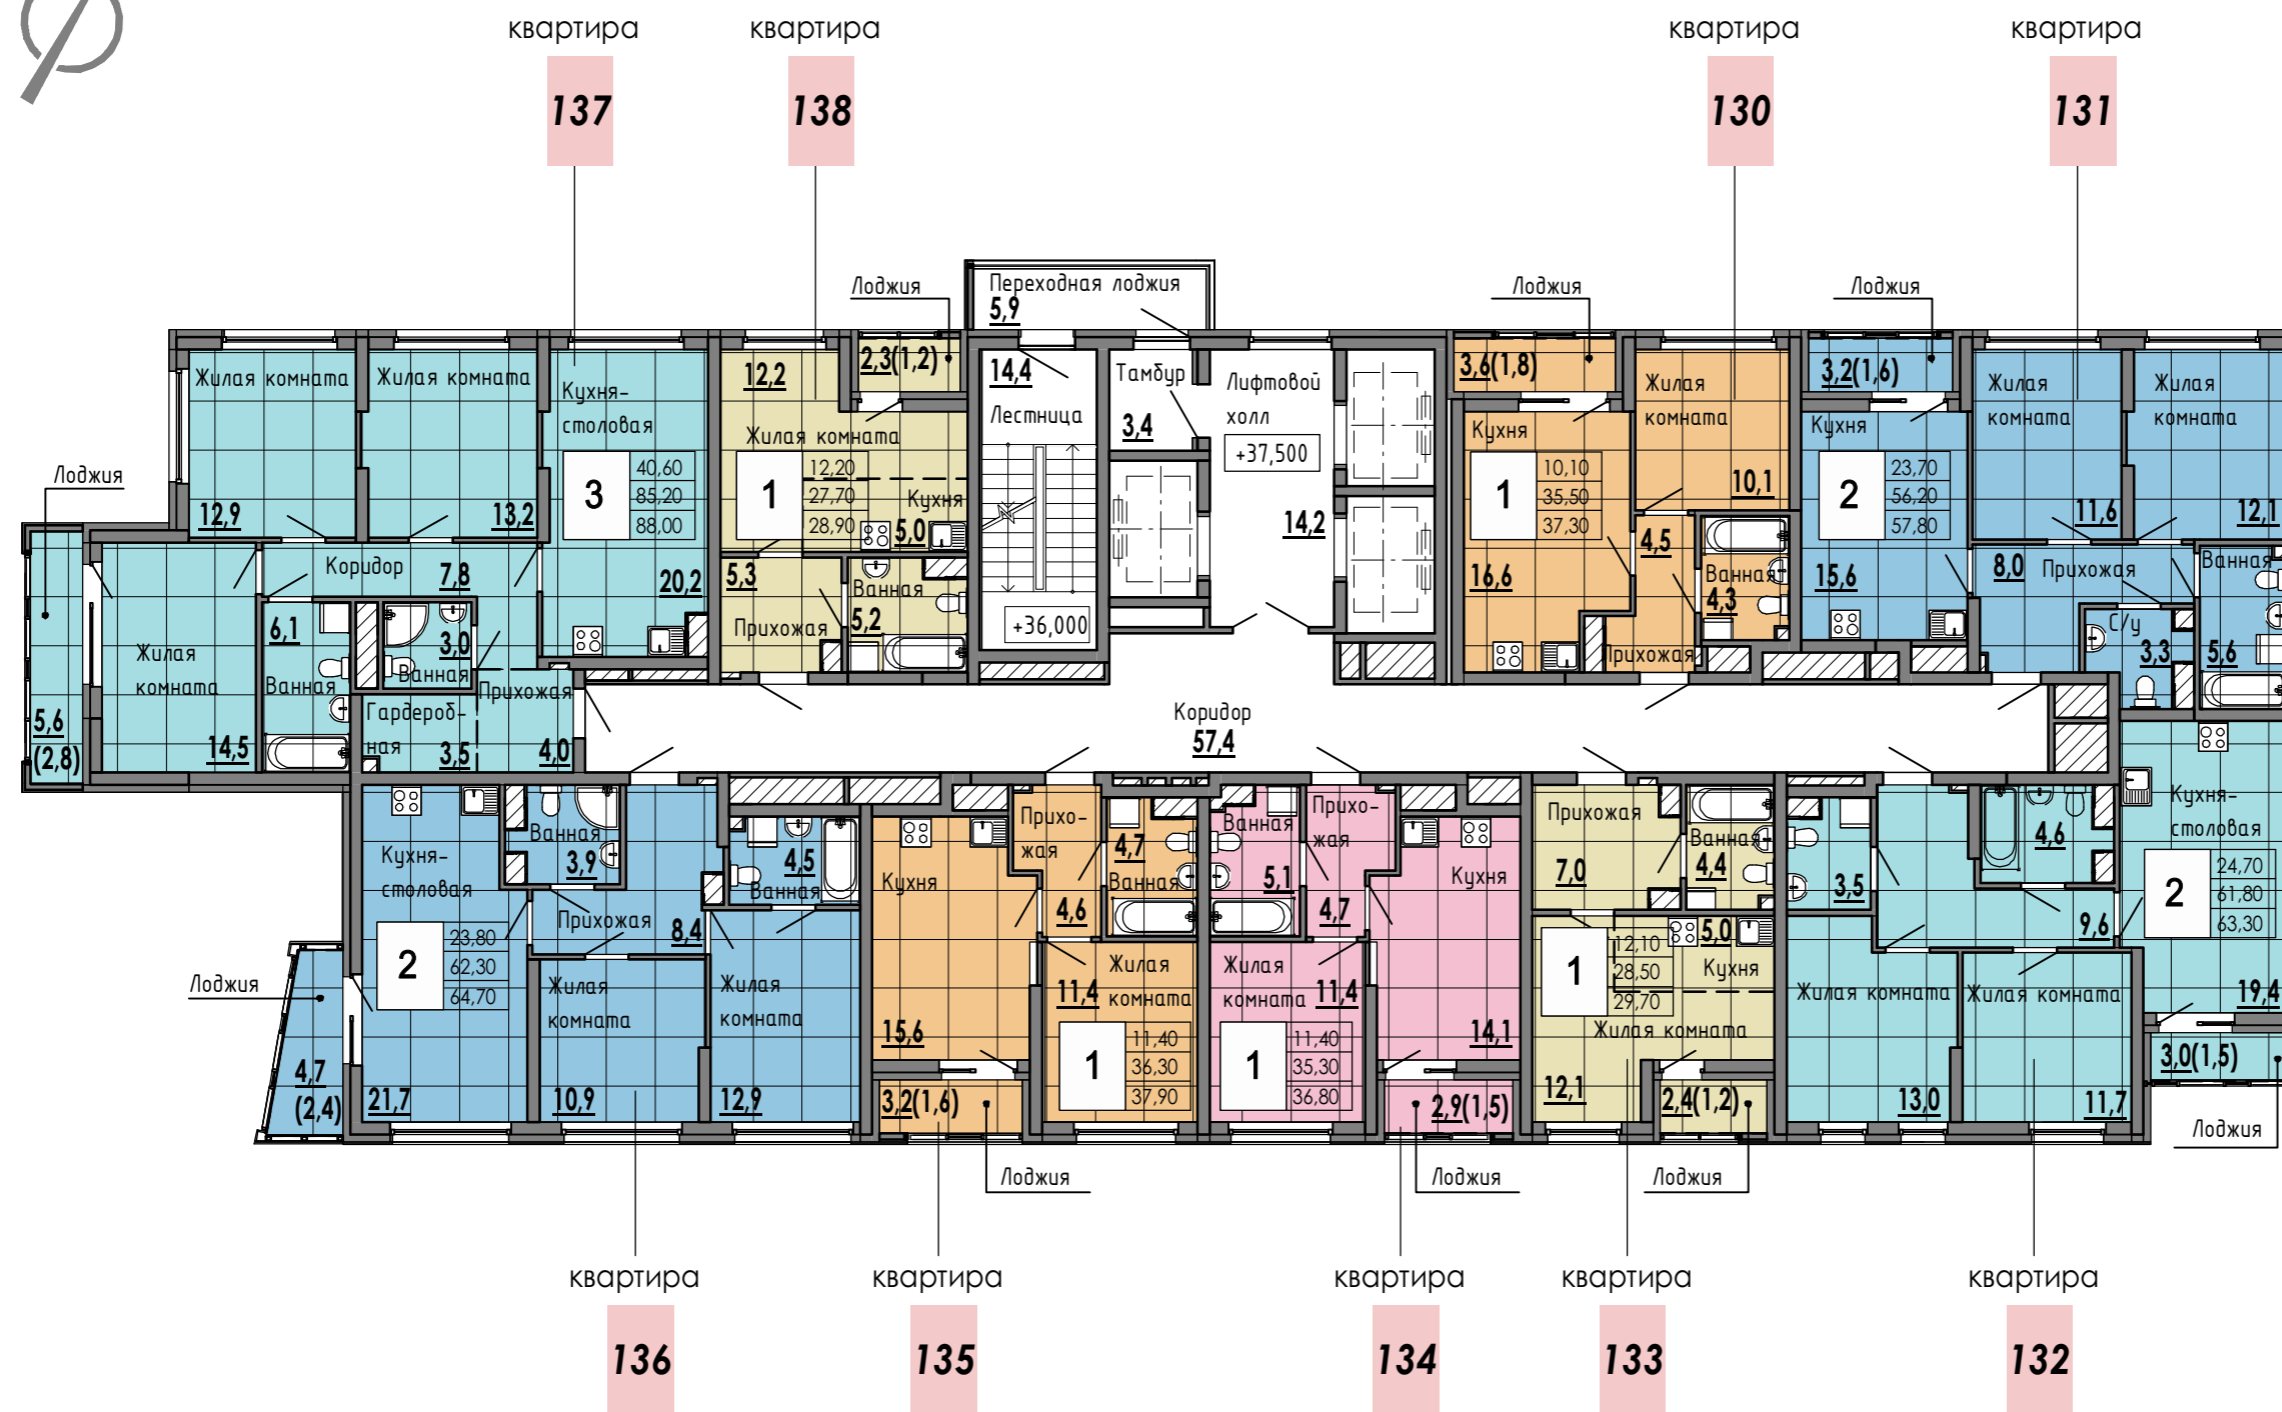 квартира
137
квартира
138
квартира
130
квартира
131
Лоджия
Переходная лоджия
5,9
Лоджия
Лоджия
Жилая комната
12,9
Жилая комната
13,2
Кухня-
столовая
3
40,60
85,20
88,00
20,2
12,2
2,3(1,2)
Жилая комната
1
12,20
27,70
28,90
Кухня
5,0
14,4
Лестница
+36,000
Тамбур
3,4
Лифтовой
холл
+37,500
14,2
3,6(1,8)
Кухня
1
10,10
35,50
37,30
16,6
Жилая
комната
10,1
4,5
Ванная
4,3
Прихожая
3,2(1,6)
Кухня
2
23,70
56,20
57,80
15,6
Жилая
комната
11,6
Жилая
комната
12,1
8,0
Прихожая
Ванная
5,6
С/у
3,3
Лоджия
5,6
(2,8)
Жилая
комната
14,5
Коридор
7,8
6,1
Ванная
3,0
Ванная
Прихожая
4,0
Гардероб-
ная
3,5
5,3
Прихожая
Ванная
5,2
Коридор
57,4
Кухня-
столовая
2
23,80
62,30
64,70
21,7
Лоджия
4,7
(2,4)
Ванная
3,9
Прихожая
8,4
Жилая
комната
10,9
4,5
Ванная
Жилая
комната
12,9
Кухня
15,6
3,2(1,6)
Прихо-
жая
4,6
4,7
Ванная
Жилая
11,4
комната
1
11,40
36,30
37,90
Лоджия
Ванная
5,1
Прихо-
жая
4,7
Жилая
комната
11,4
1
11,40
35,30
36,80
Кухня
14,1
2,9(1,5)
Лоджия
Прихожая
7,0
Ванная
4,4
1
12,10
28,50
29,70
5,0
Кухня
Жилая комната
12,1
2,4(1,2)
Лоджия
3,5
4,6
9,6
Жилая комната
13,0
Жилая комната
11,7
Кухня-
столовая
2
24,70
61,80
63,30
19,4
3,0(1,5)
Лоджия
квартира
136
квартира
135
квартира
134
квартира
133
квартира
132